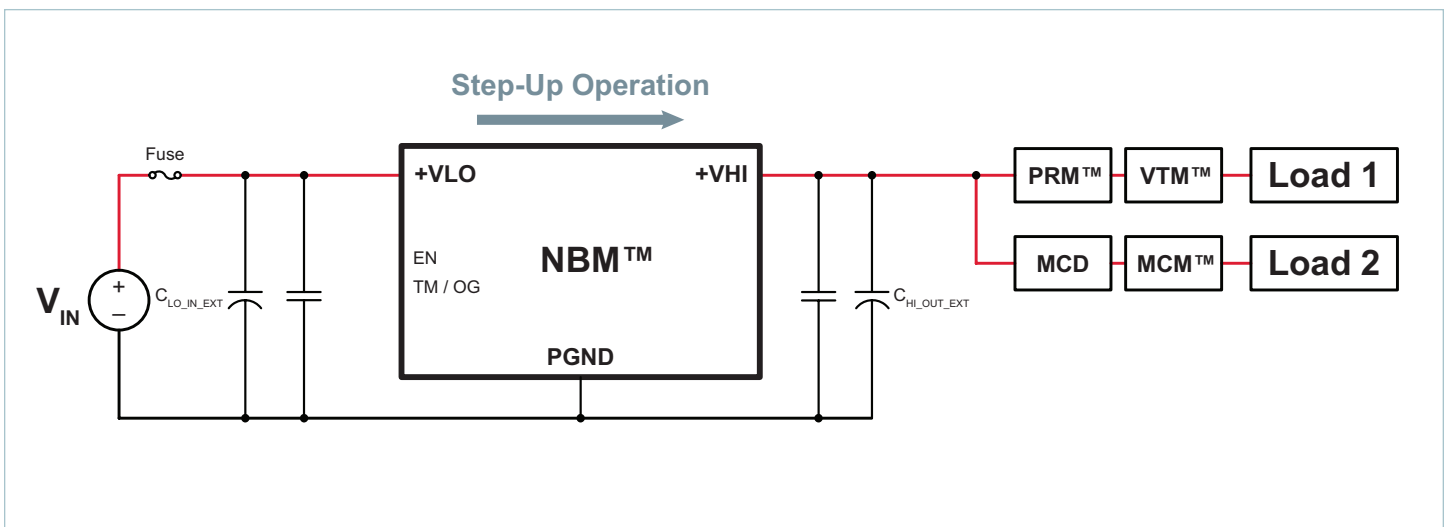 Step-Up Operation
Fuse
+VLO
+VHI
PRM™
VTM™
Load 1
EN
TM / OG
NBM™
MCD
MCM™
Load 2
V_IN
+
–
C_LO_IN_EXT
C_HI_OUT_EXT
PGND